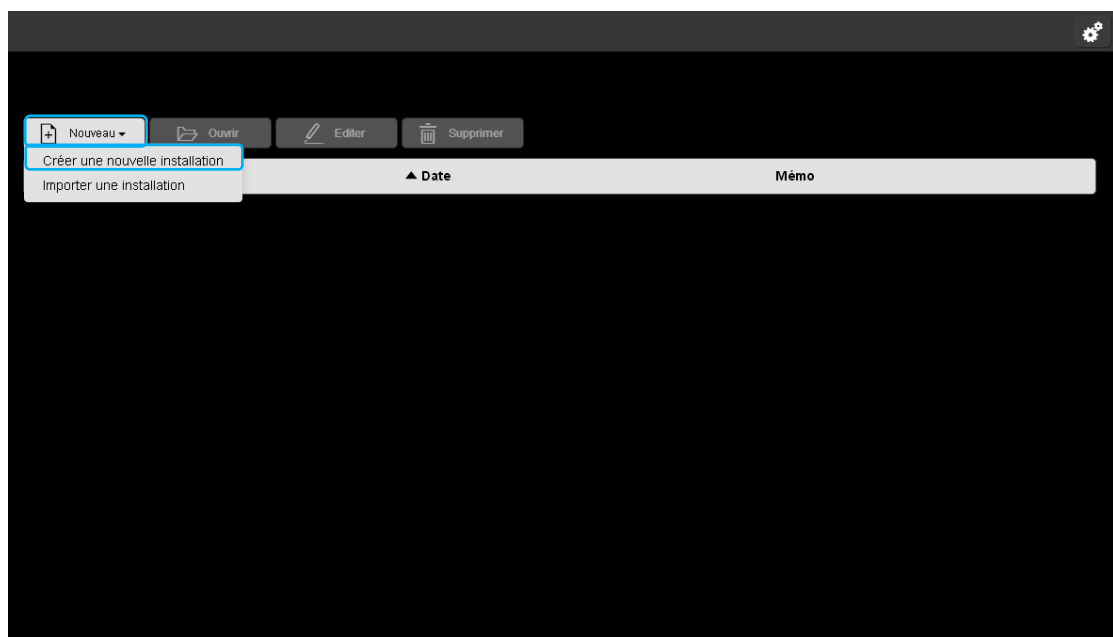 Nouveau
Ouvrir
Editer
Supprimer
Créer une nouvelle installation
Importer une installation
Date
Mémo